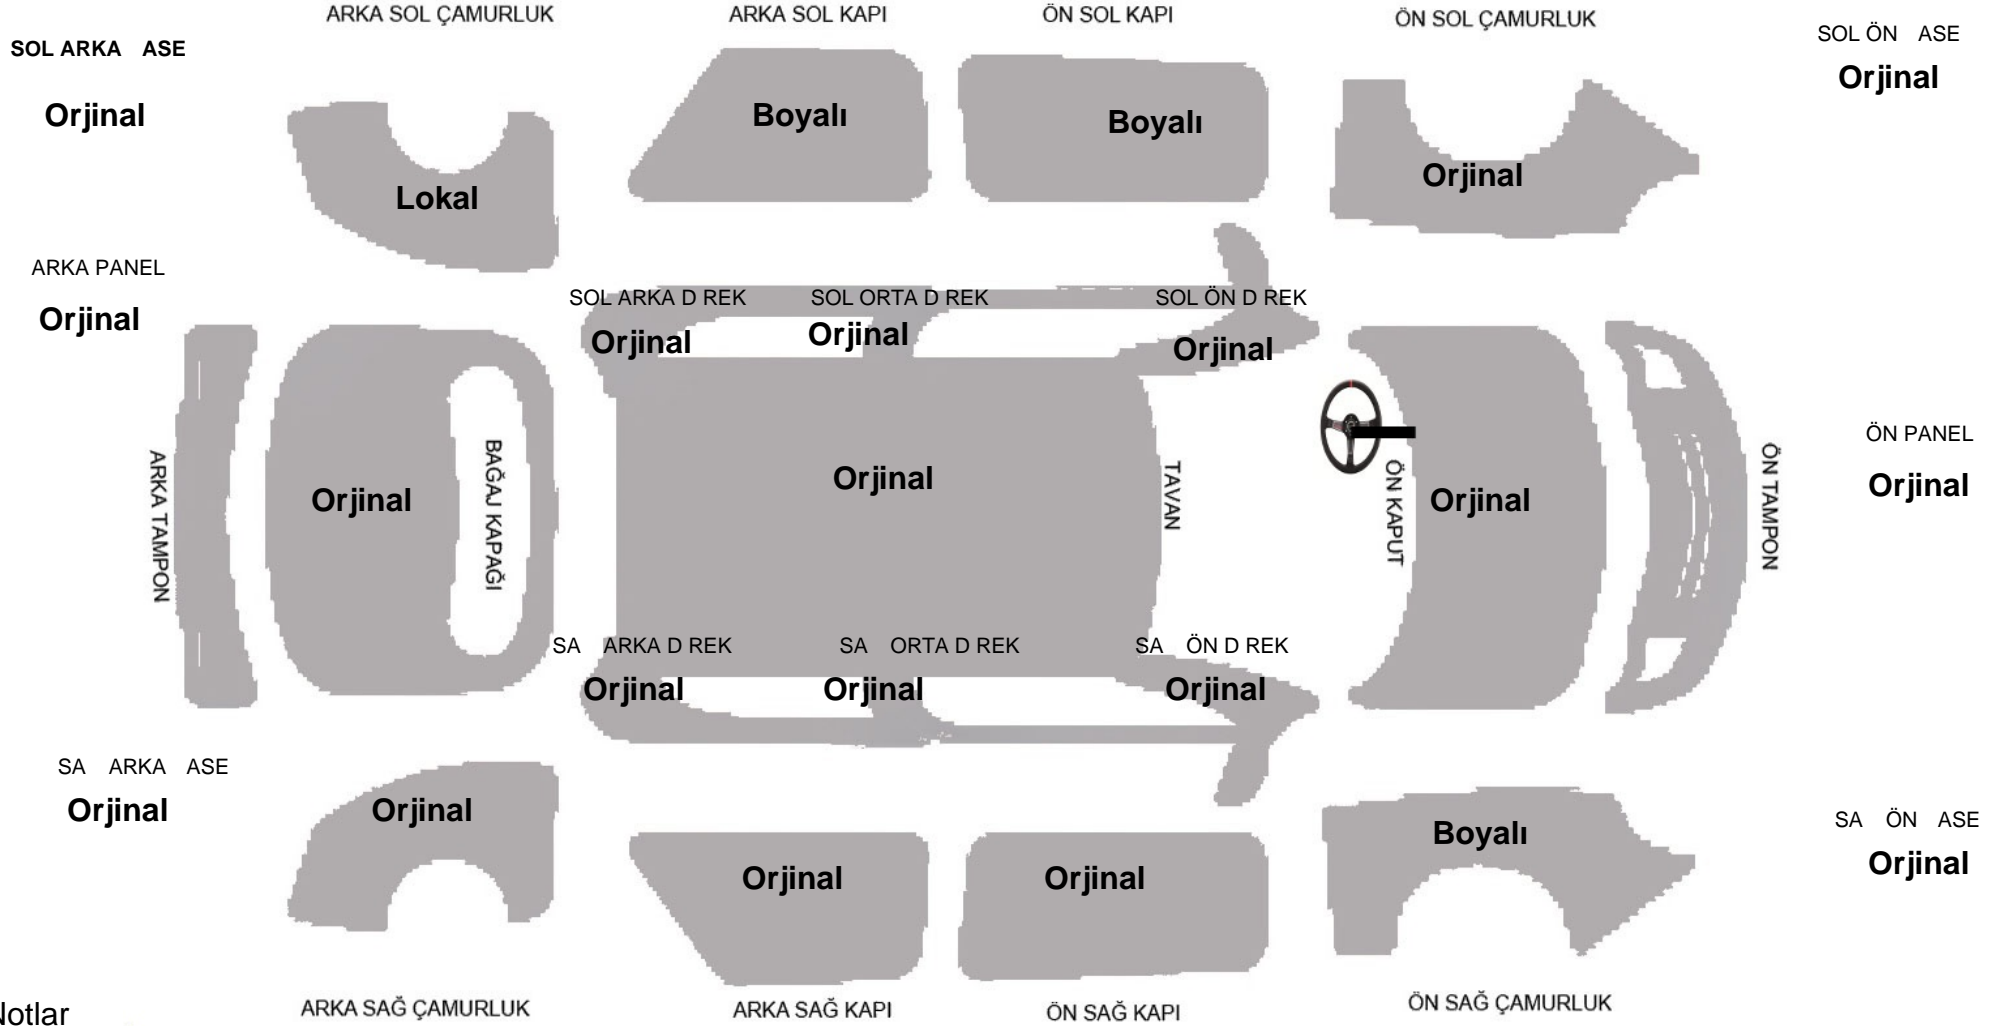 ARKA SOL ÇAMURLUK
ARKA SOL KAPI
ÖN SOL KAPI
ÖN SOL ÇAMURLUK
SOL ARKA ASE
Orjinal
SOL ÖN ASE
Orjinal
Lokal
Boyalı
Boyalı
Orjinal
ARKA PANEL
Orjinal
SOL ARKA D REK
Orjinal
SOL ORTA D REK
Orjinal
SOL ÖN D REK
Orjinal
ARKA TAMPON
Orjinal
BAĞAJ KAPAĞI
Orjinal
TAVAN
ÖN KAPUT
Orjinal
ÖN TAMPON
ÖN PANEL
Orjinal
SA ARKA D REK
Orjinal
SA ORTA D REK
Orjinal
SA ÖN D REK
Orjinal
SA ARKA ASE
Orjinal
Orjinal
Orjinal
Orjinal
Boyalı
SA ÖN ASE
Orjinal
ARKA SAĞ ÇAMURLUK
ARKA SAĞ KAPI
ÖN SAĞ KAPI
ÖN SAĞ ÇAMURLUK
Notlar